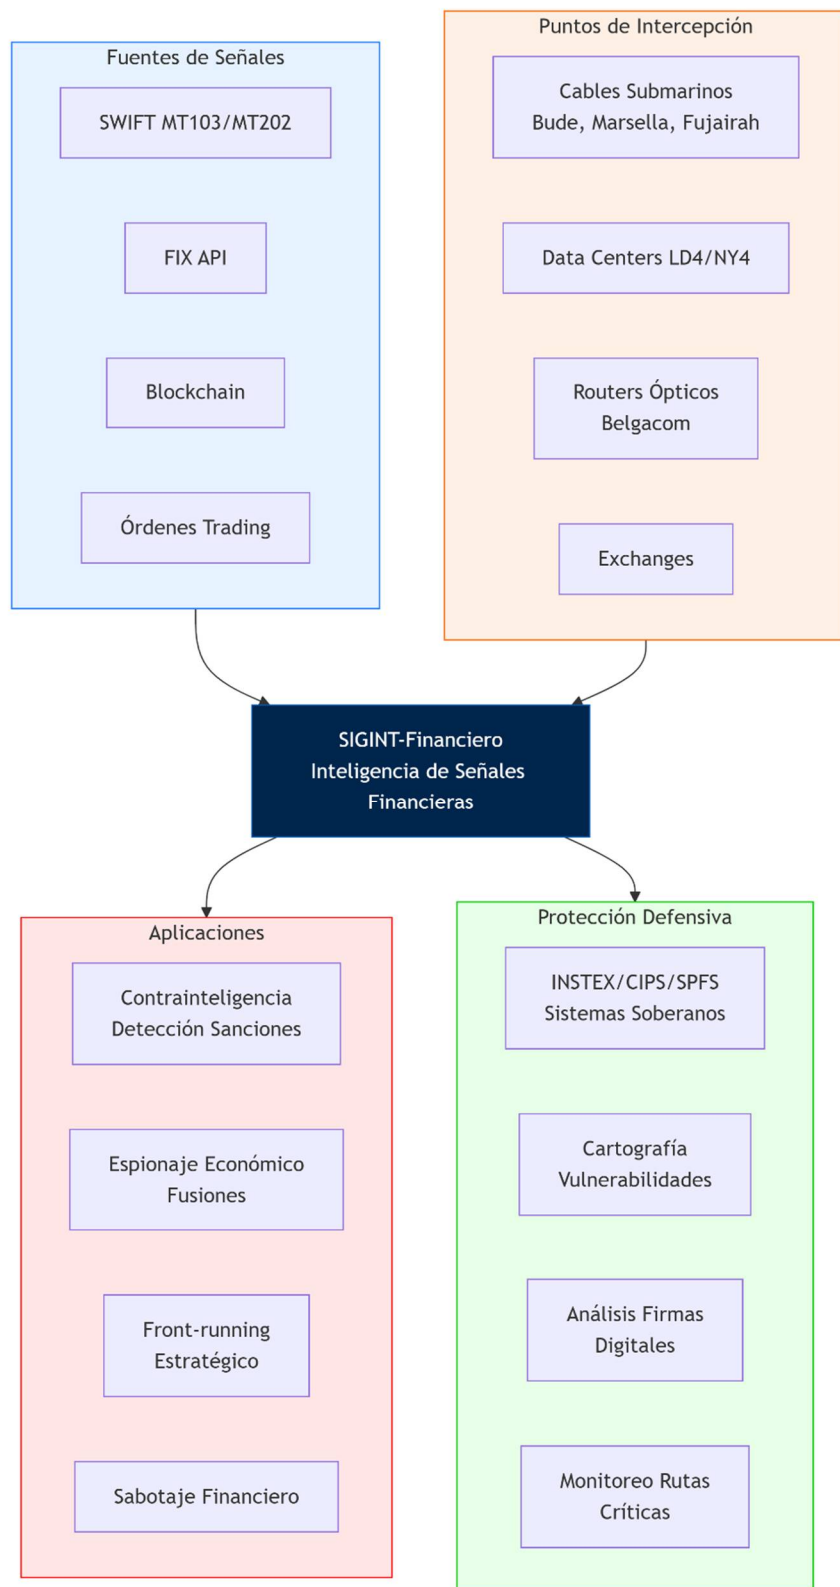 Fuentes de Señales
SWIFT MT103/MT202
FIX API
Blockchain
Órdenes Trading
Puntos de Intercepción
Cables Submarinos
Bude, Marsella, Fujairah
Data Centers LD4/NY4
Routers Ópticos
Belgacom
Exchanges
SIGINT-Financiero
Inteligencia de Señales
Financieras
Aplicaciones
Contrainteligencia
Detección Sanciones
Espionaje Económico
Fusiones
Front-running
Estratégico
Sabotaje Financiero
Protección Defensiva
INSTEX/CIPS/SPFS
Sistemas Soberanos
Cartografía
Vulnerabilidades
Análisis Firmas
Digitales
Monitoreo Rutas
Críticas